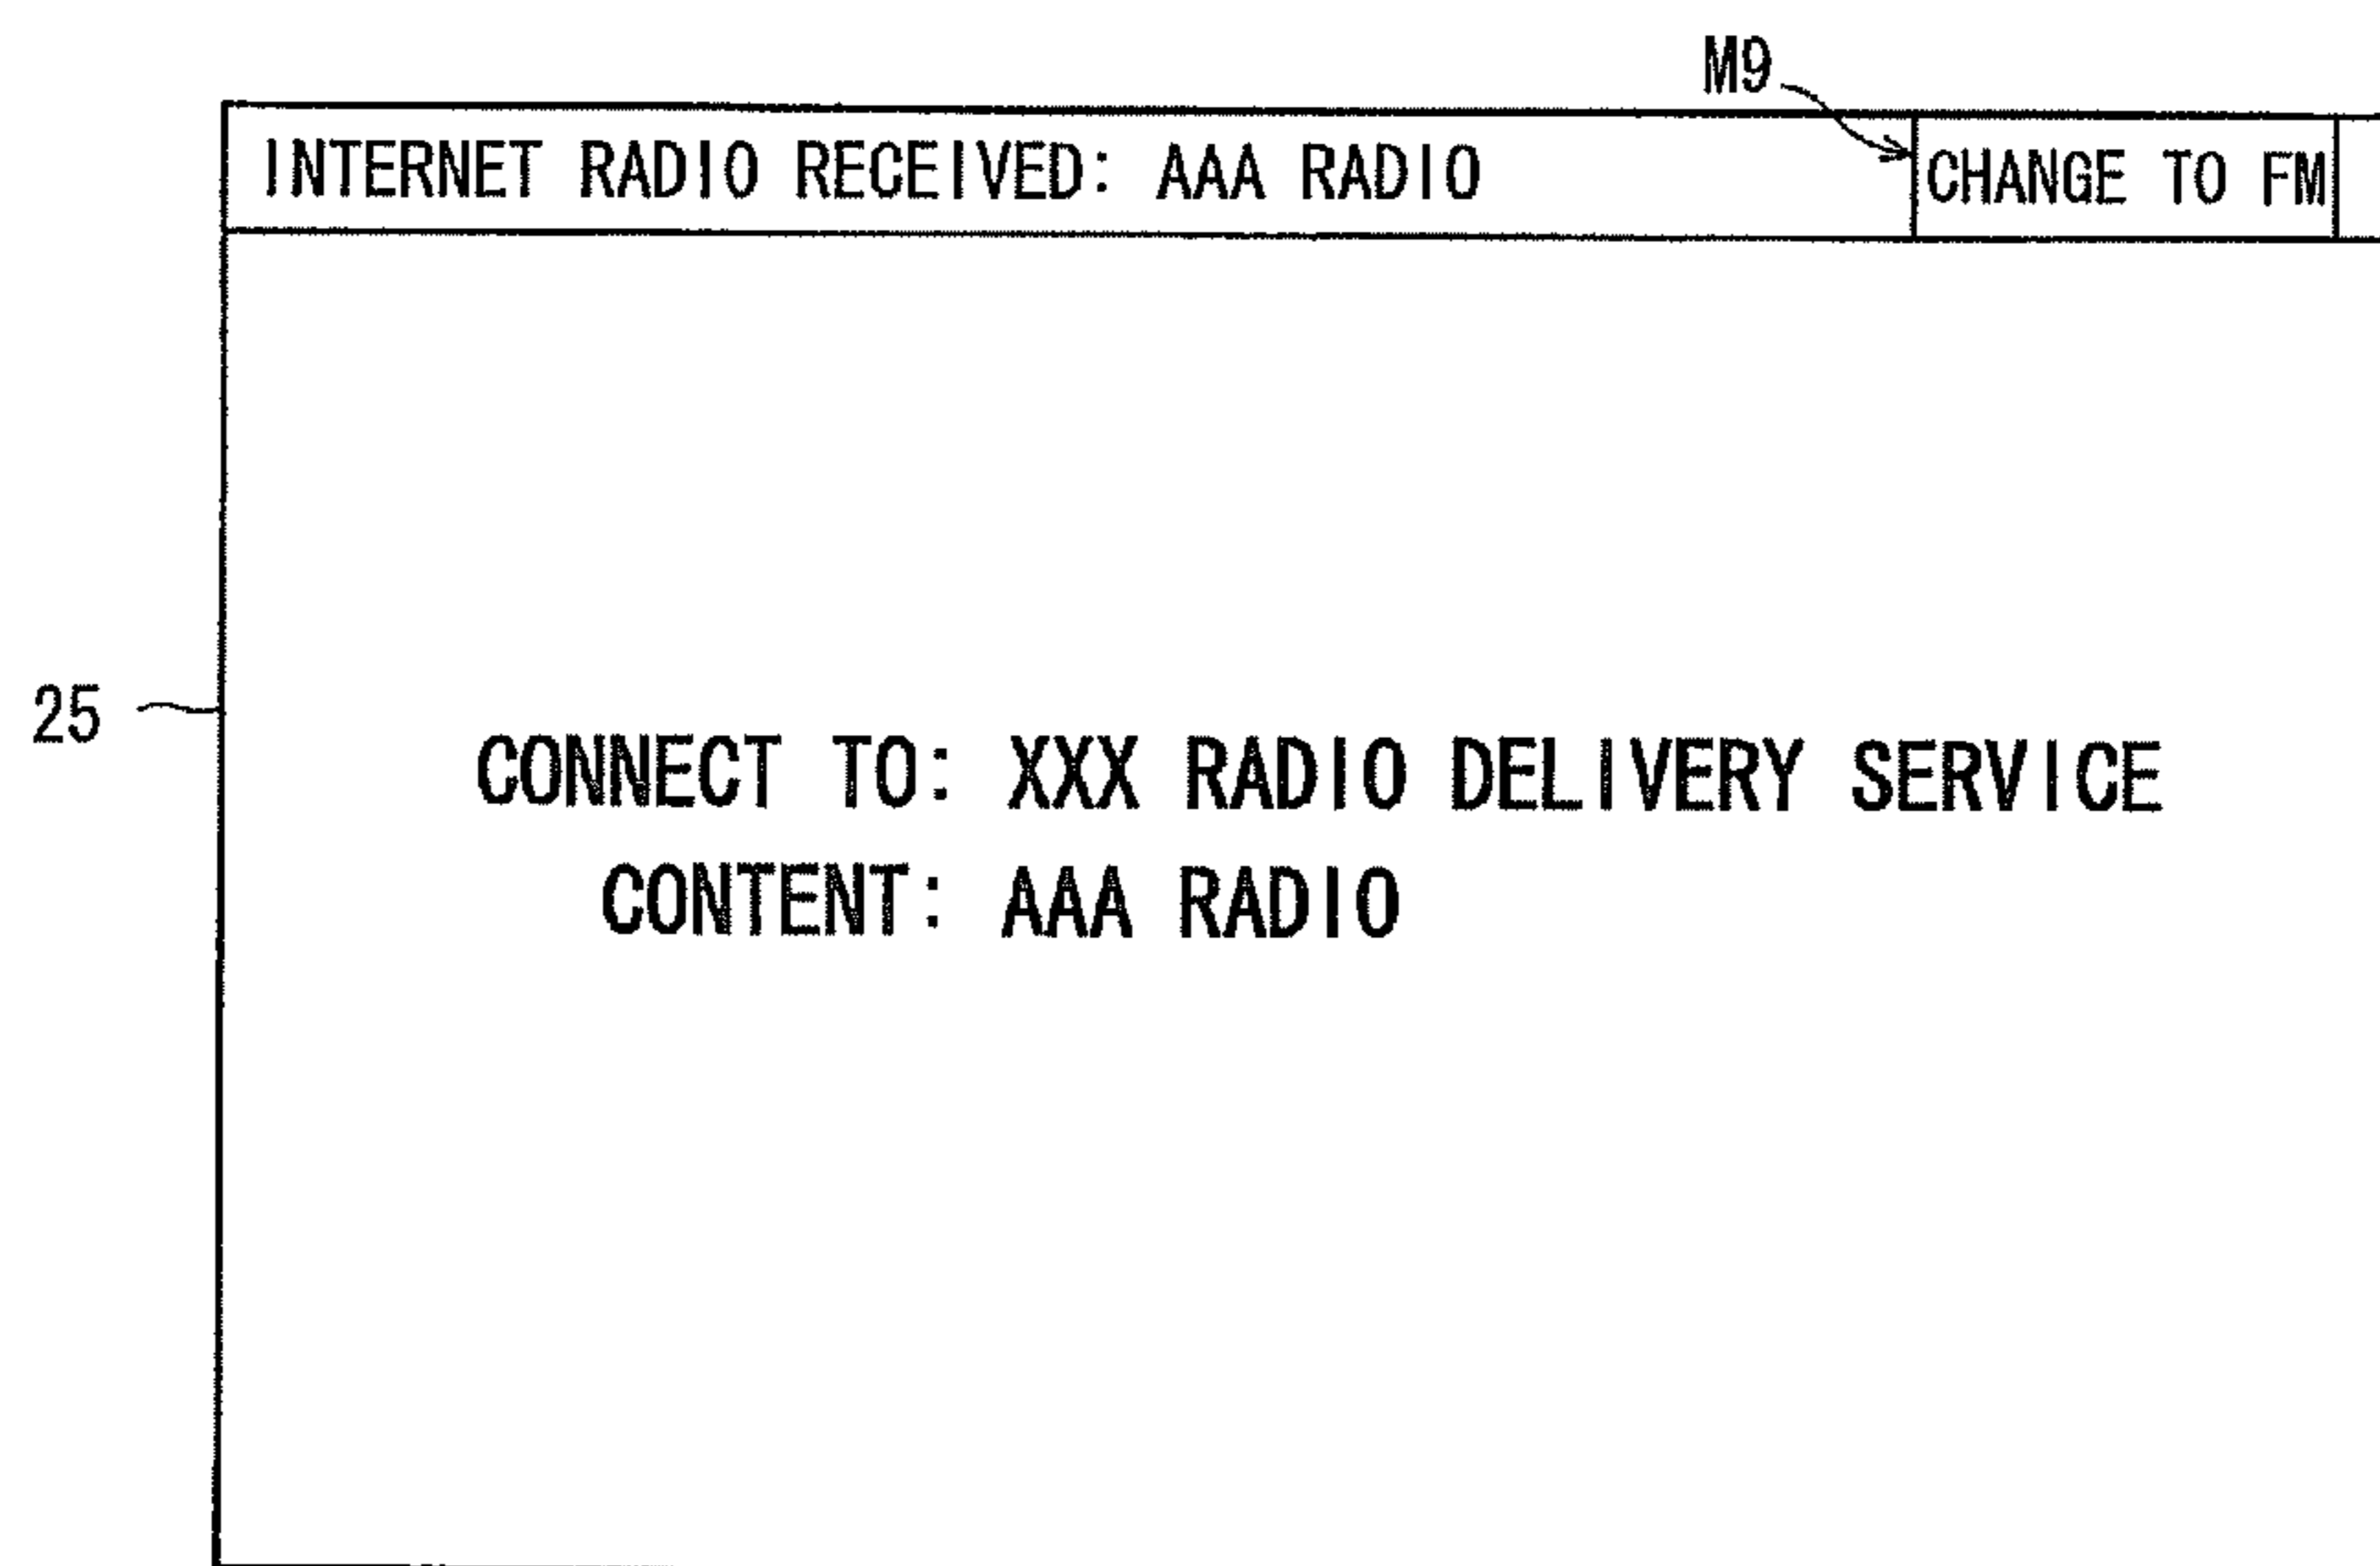 M9
INTERNET RADIO RECEIVED: AAA RADIO
CHANGE TO FM
25
CONNECT TO: XXX RADIO DELIVERY SERVICE
CONTENT: AAA RADIO